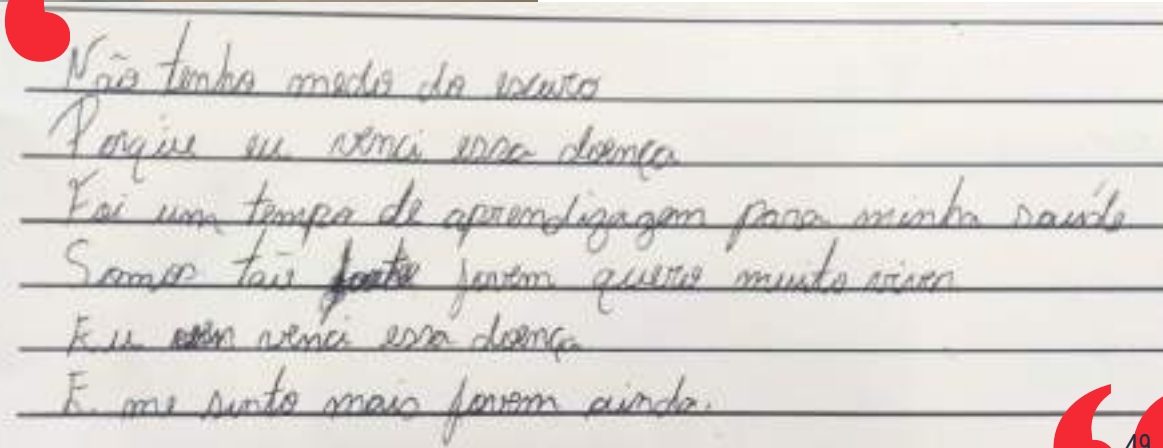 Não tenho medo do escuro
Porque eu venci essa doença
Foi um tempo de aprendizagem para minha saúde
Somos tão jovem quero muito viver
Eu venci essa doença
E me sinto mais jovem ainda.
49